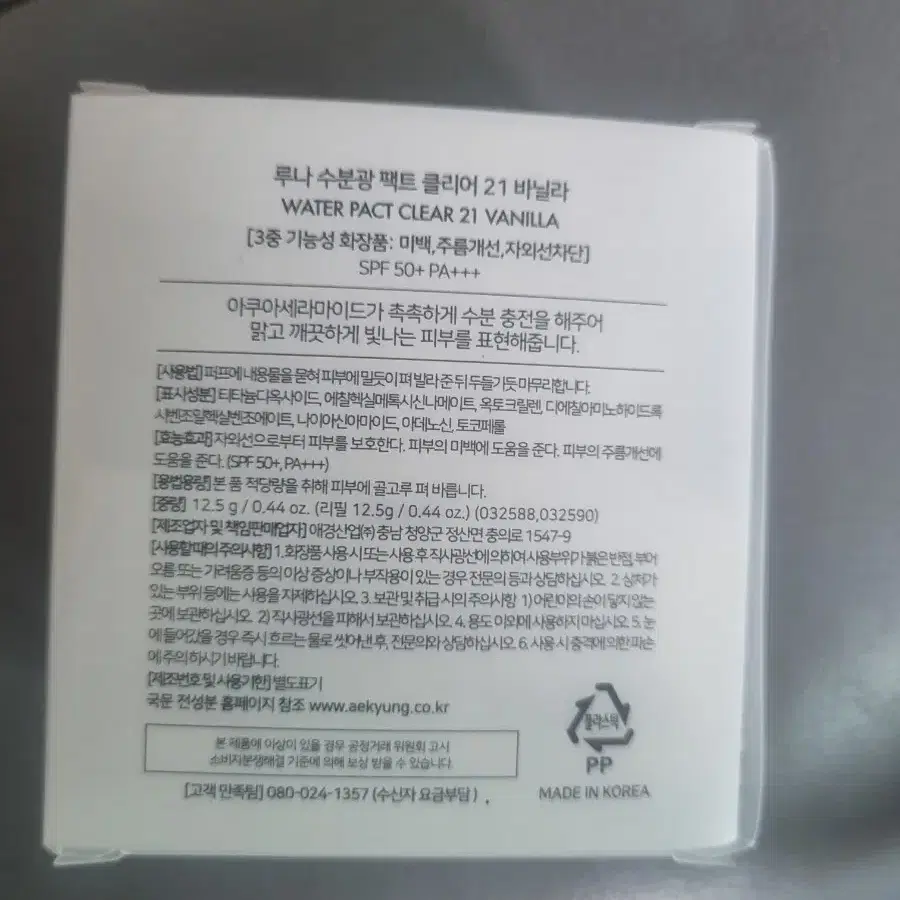 루나 수분광 팩트 클리어 21 바닐라
WATER PACT CLEAR 21 VANILLA
[3중 기능성 화장품: 미백,주름개선,자외선차단]
SPF 50+ PA+++
아쿠아세라마이드가 촉촉하게 수분 충전을 해주어
맑고 깨끗하게 빛나는 피부를 표현해줍니다.
[사용법] 퍼프에 내용물을 묻혀 피부에 밀듯이 펴 발라 준 뒤 두들기듯 마무리합니다.
[표시성분] 티타늄디옥사이드, 에칠헥실메톡시신나메이트, 옥토크릴렌, 디에칠아미노하이드록
시벤조일헥실벤조에이트, 나이아신아마이드, 아데노신, 토코페롤
[효능효과] 자외선으로부터 피부를 보호한다. 피부의 미백에 도움을 준다. 피부의 주름개선에
도움을 준다. (SPF 50+, PA+++)
[용법용량] 본 품 적당량을 취해 피부에 골고루 펴 바릅니다.
[중량] 12.5 g / 0.44 oz. (리필 12.5g / 0.44 oz.) (032588,032590)
[제조업자 및 책임판매업자] 애경산업㈜ 충남 청양군 정산면 충의로 1547-9
[사용할 때의 주의사항] 1. 화장품 사용 시 또는 사용 후 직사광선에 의하여 사용부위가 붉은 반점, 부어
오름 또는 가려움증 등의 이상 증상이나 부작용이 있는 경우 전문의 등과 상담하십시오. 2. 상처가
있는 부위 등에는 사용을 자제하십시오. 3. 보관 및 취급 시의 주의사항 1) 어린이의 손이 닿지 않는
곳에 보관하십시오. 2) 직사광선을 피해서 보관하십시오. 4. 용도 이외에 사용하지 마십시오. 5. 눈
에 들어갔을 경우 즉시 흐르는 물로 씻어낸 후, 전문의와 상담하십시오. 6. 사용 시 충격에 의한 파손
에 주의 하시기 바랍니다.
[제조번호 및 사용기한] 별도표기
국문 전성분 홈페이지 참조 www.aekyung.co.kr
본 제품에 이상이 있을 경우 공정거래 위원회 고시
소비자분쟁해결 기준에 의해 보상 받을 수 있습니다.
[고객 만족팀] 080-024-1357 (수신자 요금부담) .
플라스틱
PP
MADE IN KOREA